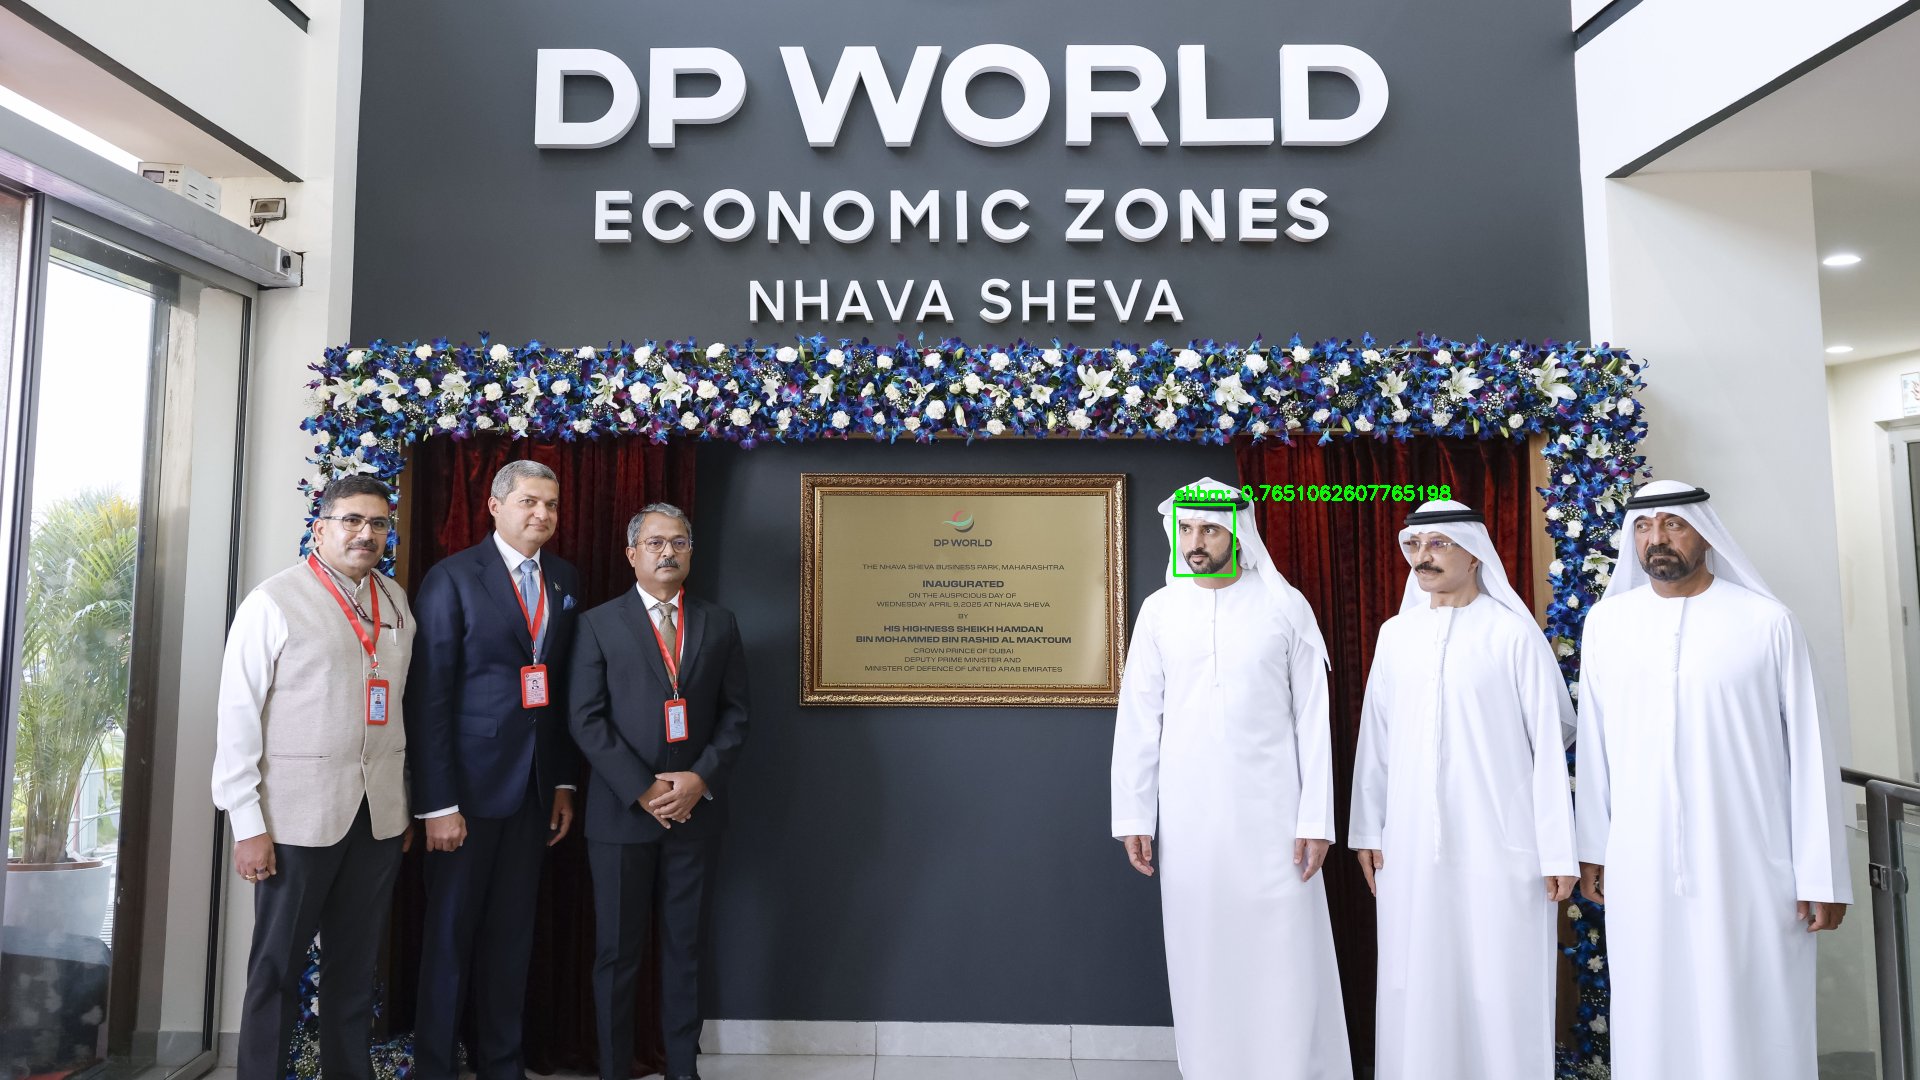 DP WORLD
ECONOMIC ZONES
NHAVA SHEVA
shbm: 0.7651062607765198
DP WORLD
THE NHAVA SHEVA BUSINESS PARK, MAHARASHTRA
INAUGURATED
ON THE AUSPICIOUS DAY OF
WEDNESDAY APRIL 9, 2025 AT NHAVA SHEVA
BY
HIS HIGHNESS SHEIKH HAMDAN
BIN MOHAMMED BIN RASHID AL MAKTOUM
CROWN PRINCE OF DUBAI
DEPUTY PRIME MINISTER AND
MINISTER OF DEFENCE OF UNITED ARAB EMIRATES